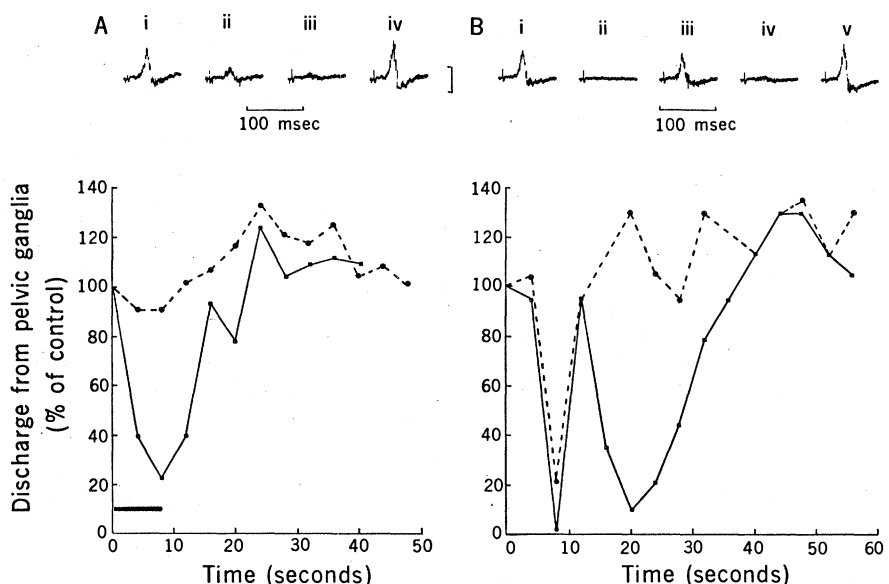 A i ii iii iv
B i ii iii iv v
100 msec
100 msec
Discharge from pelvic ganglia
(% of control)
140
120
100
80
60
40
20
0
0 10 20 30 40 50
Time (seconds)
140
120
100
80
60
40
20
0
0 10 20 30 40 50 60
Time (seconds)